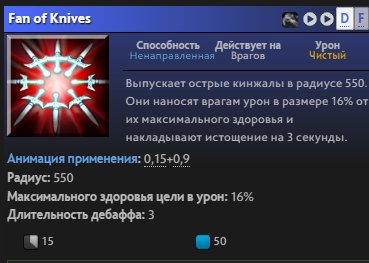 Fan of Knives D F
Способность Действует на Урон
Ненаправленная Врагов Чистый
Выпускает острые кинжалы в радиусе 550.
Они наносят врагам урон в размере 16% от
их максимального здоровья и
накладывают истощение на 3 секунды.
Анимация применения: 0,15+0,9
Радиус: 550
Максимального здоровья цели в урон: 16%
Длительность дебаффа: 3
15 50